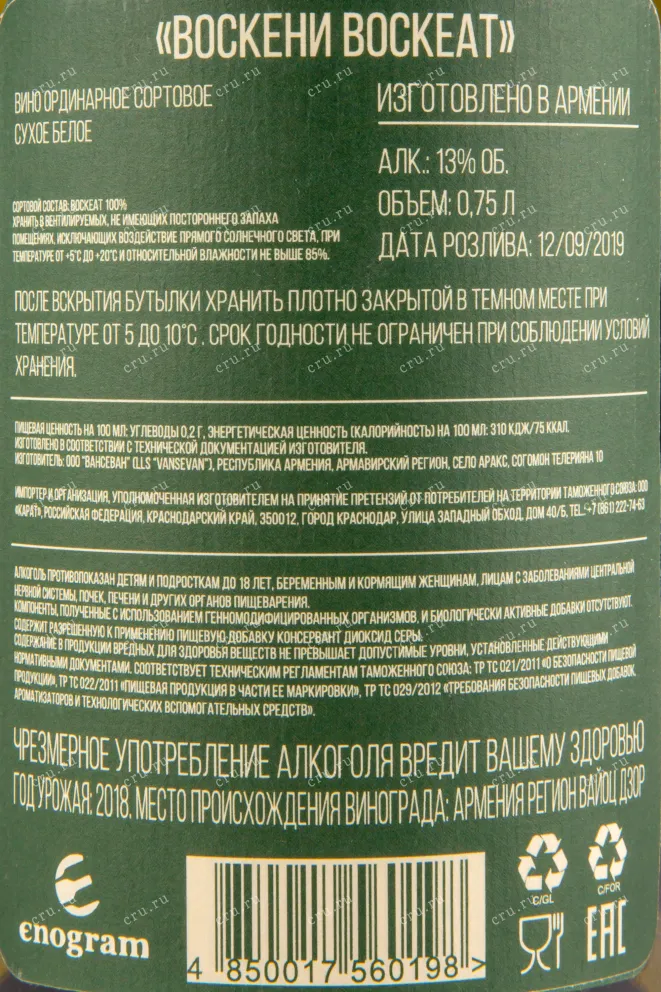 «ВОСКЕНИ ВОСКЕАТ»
ВИНО ОРДИНАРНОЕ СОРТОВОЕ
СУХОЕ БЕЛОЕ
СОРТОВОЙ СОСТАВ: ВОСКЕАТ 100%
ХРАНИТЬ В ВЕНТИЛИРУЕМЫХ, НЕ ИМЕЮЩИХ ПОСТОРОННЕГО ЗАПАХА
ПОМЕЩЕНИЯХ, ИСКЛЮЧАЮЩИХ ВОЗДЕЙСТВИЕ ПРЯМОГО СОЛНЕЧНОГО СВЕТА, ПРИ
ТЕМПЕРАТУРЕ ОТ +5°С ДО +20°С И ОТНОСИТЕЛЬНОЙ ВЛАЖНОСТИ НЕ ВЫШЕ 85%.
ИЗГОТОВЛЕНО В АРМЕНИИ
АЛК.: 13% ОБ.
ОБЪЕМ: 0,75 Л
ДАТА РОЗЛИВА: 12/09/2019
ПОСЛЕ ВСКРЫТИЯ БУТЫЛКИ ХРАНИТЬ ПЛОТНО ЗАКРЫТОЙ В ТЕМНОМ МЕСТЕ ПРИ
ТЕМПЕРАТУРЕ ОТ 5 ДО 10°С . СРОК ГОДНОСТИ НЕ ОГРАНИЧЕН ПРИ СОБЛЮДЕНИИ УСЛОВИЙ
ХРАНЕНИЯ.
ПИЩЕВАЯ ЦЕННОСТЬ НА 100 МЛ: УГЛЕВОДЫ 0,2 Г, ЭНЕРГЕТИЧЕСКАЯ ЦЕННОСТЬ (КАЛОРИЙНОСТЬ) НА 100 МЛ: 310 КДЖ/75 ККАЛ.
ИЗГОТОВЛЕНО В СООТВЕТСТВИИ С ТЕХНИЧЕСКОЙ ДОКУМЕНТАЦИЕЙ ИЗГОТОВИТЕЛЯ.
ИЗГОТОВИТЕЛЬ: ООО "ВАНСЕВАН" (LLS "VANSEVAN"), РЕСПУБЛИКА АРМЕНИЯ, АРМАВИРСКИЙ РЕГИОН, СЕЛО АРАКС, СОГОМОН ТЕЛЕРИЯНА 10
ИМПОРТЕР И ОРГАНИЗАЦИЯ, УПОЛНОМОЧЕННАЯ ИЗГОТОВИТЕЛЕМ НА ПРИНЯТИЕ ПРЕТЕНЗИЙ ОТ ПОТРЕБИТЕЛЕЙ НА ТЕРРИТОРИИ ТАМОЖЕННОГО СОЮЗА: ООО
«КАРАТ», РОССИЙСКАЯ ФЕДЕРАЦИЯ, КРАСНОДАРСКИЙ КРАЙ, 350012, ГОРОД КРАСНОДАР, УЛИЦА ЗАПАДНЫЙ ОБХОД, ДОМ 40/Б, TEL.: +7 (861) 222-74-63
АЛКОГОЛЬ ПРОТИВОПОКАЗАН ДЕТЯМ И ПОДРОСТКАМ ДО 18 ЛЕТ, БЕРЕМЕННЫМ И КОРМЯЩИМ ЖЕНЩИНАМ, ЛИЦАМ С ЗАБОЛЕВАНИЯМИ ЦЕНТРАЛЬНОЙ
НЕРВНОЙ СИСТЕМЫ, ПОЧЕК, ПЕЧЕНИ И ДРУГИХ ОРГАНОВ ПИЩЕВАРЕНИЯ.
КОМПОНЕНТЫ, ПОЛУЧЕННЫЕ С ИСПОЛЬЗОВАНИЕМ ГЕННОМОДИФИЦИРОВАННЫХ ОРГАНИЗМОВ, И БИОЛОГИЧЕСКИ АКТИВНЫЕ ДОБАВКИ ОТСУТСТВУЮТ.
СОДЕРЖИТ РАЗРЕШЕННУЮ К ПРИМЕНЕНИЮ ПИЩЕВУЮ ДОБАВКУ КОНСЕРВАНТ ДИОКСИД СЕРЫ.
СОДЕРЖАНИЕ В ПРОДУКЦИИ ВРЕДНЫХ ДЛЯ ЗДОРОВЬЯ ВЕЩЕСТВ НЕ ПРЕВЫШАЕТ ДОПУСТИМЫЕ УРОВНИ, УСТАНОВЛЕННЫЕ ДЕЙСТВУЮЩИМИ
НОРМАТИВНЫМИ ДОКУМЕНТАМИ. СООТВЕТСТВУЕТ ТЕХНИЧЕСКИМ РЕГЛАМЕНТАМ ТАМОЖЕННОГО СОЮЗА: ТР ТС 021/2011 «О БЕЗОПАСНОСТИ ПИЩЕВОЙ
ПРОДУКЦИИ», ТР ТС 022/2011 «ПИЩЕВАЯ ПРОДУКЦИЯ В ЧАСТИ ЕЕ МАРКИРОВКИ», ТР ТС 029/2012 «ТРЕБОВАНИЯ БЕЗОПАСНОСТИ ПИЩЕВЫХ ДОБАВОК,
АРОМАТИЗАТОРОВ И ТЕХНОЛОГИЧЕСКИХ ВСПОМОГАТЕЛЬНЫХ СРЕДСТВ».
ЧРЕЗМЕРНОЕ УПОТРЕБЛЕНИЕ АЛКОГОЛЯ ВРЕДИТ ВАШЕМУ ЗДОРОВЬЮ
ГОД УРОЖАЯ: 2018. МЕСТО ПРОИСХОЖДЕНИЯ ВИНОГРАДА: АРМЕНИЯ РЕГИОН ВАЙОЦ ДЗОР
єnogram
4 850017 560198 >
C/GL
C/FOR
EAC
cru.ru